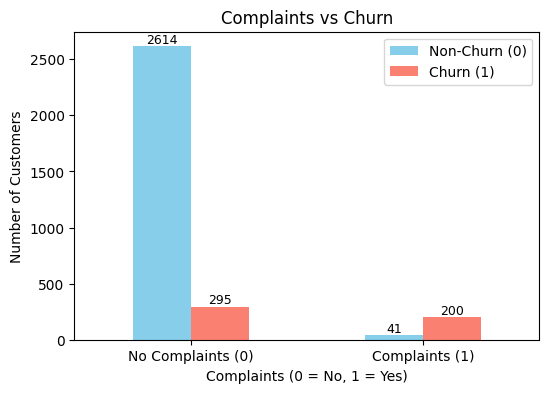 Complaints vs Churn
2614
295
41
200
Non-Churn (0)
Churn (1)
Number of Customers
2500
2000
1500
1000
500
0
No Complaints (0)
Complaints (1)
Complaints (0 = No, 1 = Yes)